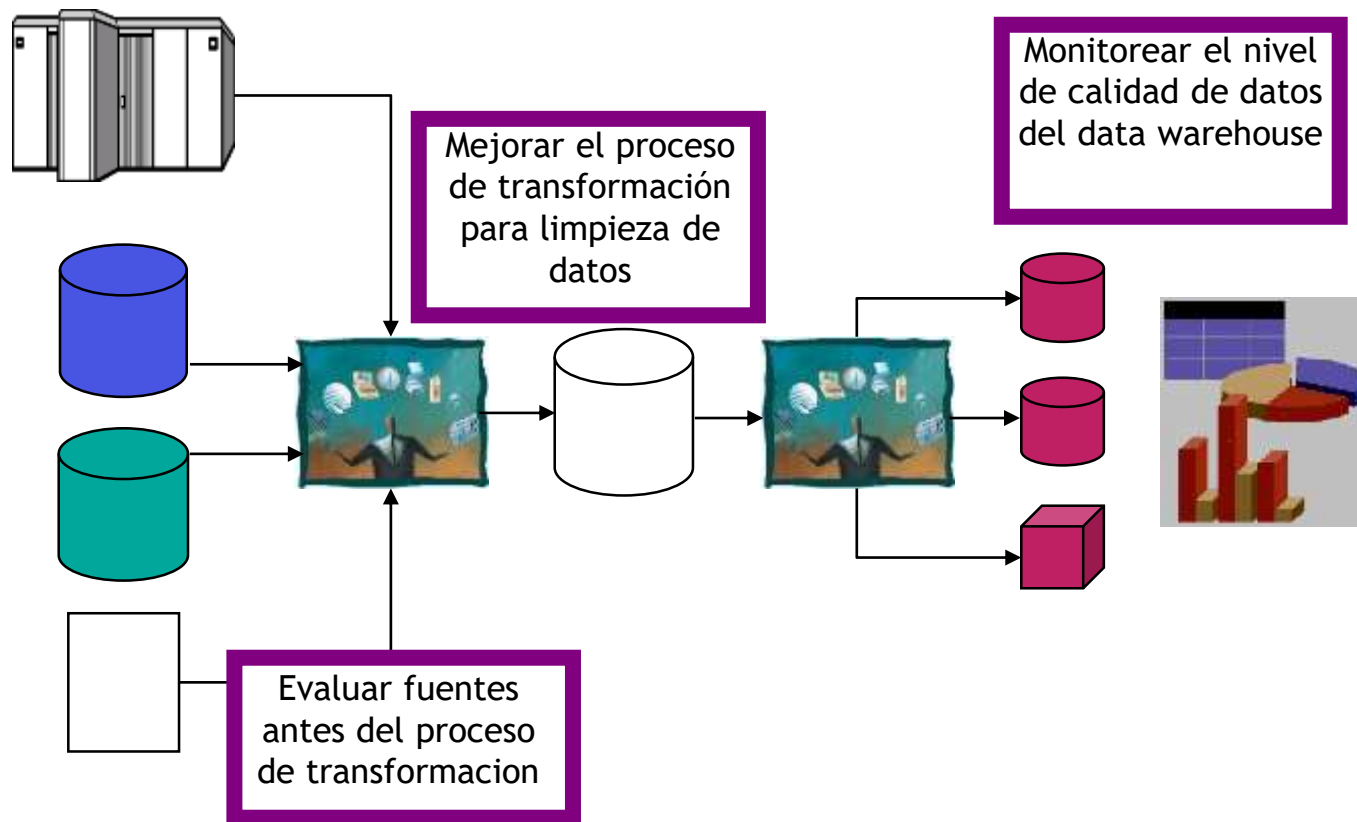 Monitorear el nivel
de calidad de datos
del data warehouse
Mejorar el proceso
de transformación
para limpieza de
datos
Evaluar fuentes
antes del proceso
de transformacion